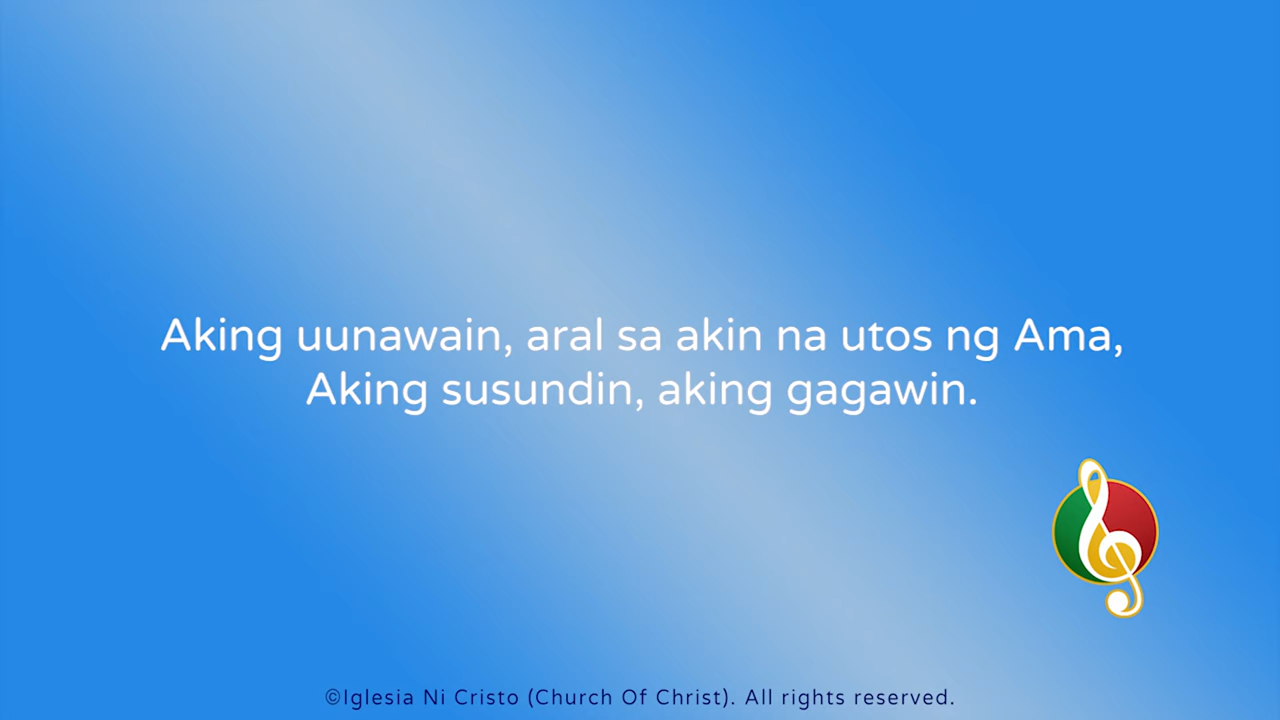 Aking uunawain, aral sa akin na utos ng Ama,
Aking susundin, aking gagawin.
©Iglesia Ni Cristo (Church Of Christ). All rights reserved.